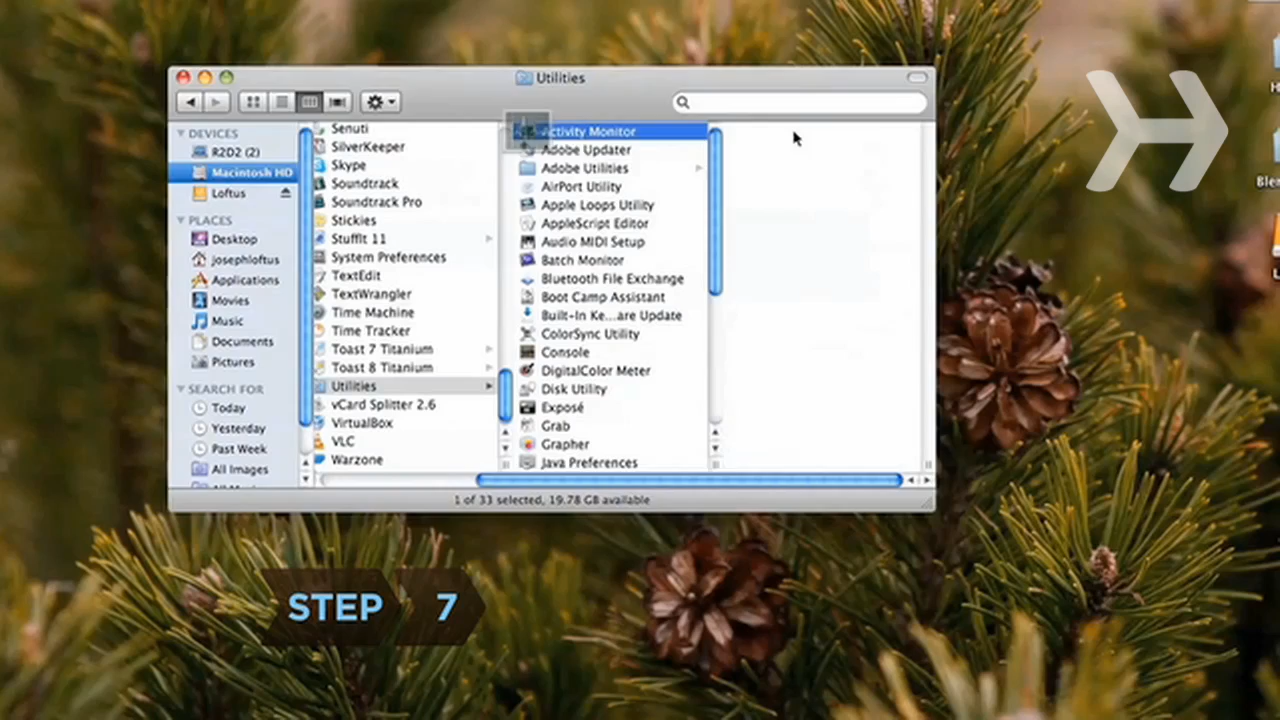 Utilities
DEVICES
R2D2 (2)
Macintosh HD
Loftus
PLACES
Desktop
josephloftus
Applications
Movies
Music
Documents
Pictures
SEARCH FOR
Today
Yesterday
Past Week
All Images
Senuti
SilverKeeper
Skype
Soundtrack
Soundtrack Pro
Stickies
StuffIt 11
System Preferences
TextEdit
TextWrangler
Time Machine
Time Tracker
Toast 7 Titanium
Toast 8 Titanium
Utilities
vCard Splitter 2.6
VirtualBox
VLC
Warzone
Activity Monitor
Adobe Updater
Adobe Utilities
AirPort Utility
Apple Loops Utility
AppleScript Editor
Audio MIDI Setup
Batch Monitor
Bluetooth File Exchange
Boot Camp Assistant
Built-In Ke...are Update
ColorSync Utility
Console
DigitalColor Meter
Disk Utility
Exposé
Grab
Grapher
Java Preferences
1 of 33 selected, 19.78 GB available
STEP 7